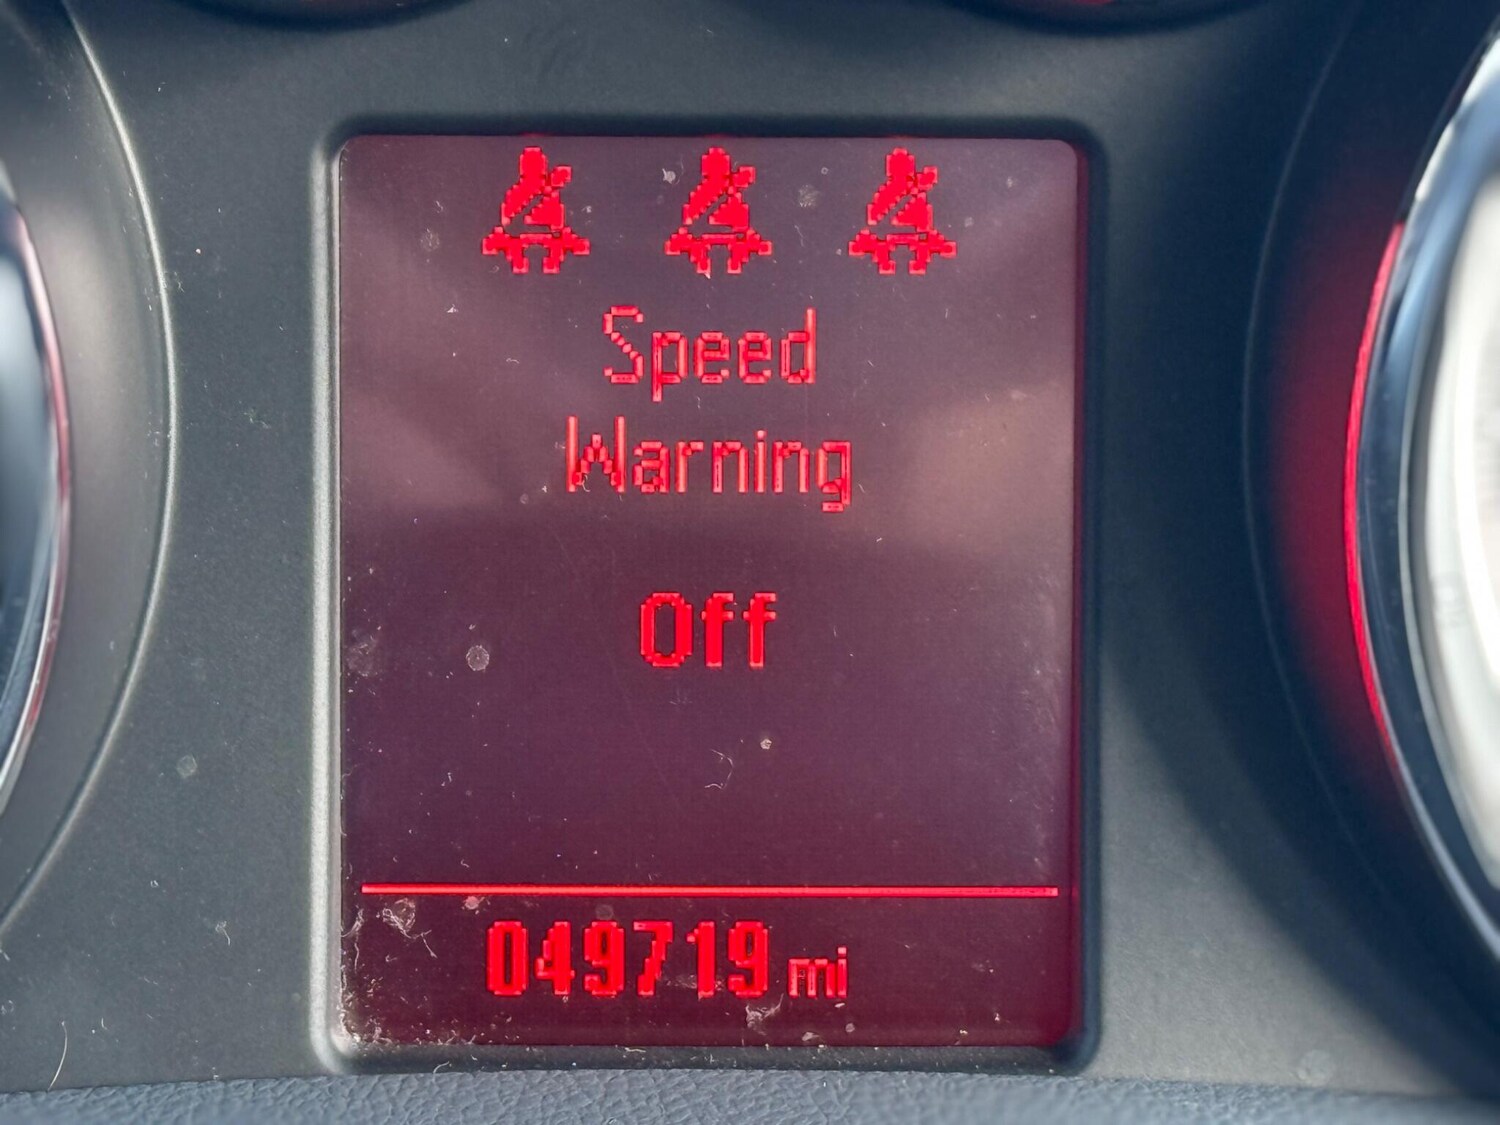 Speed
Warning
Off
049719 mi